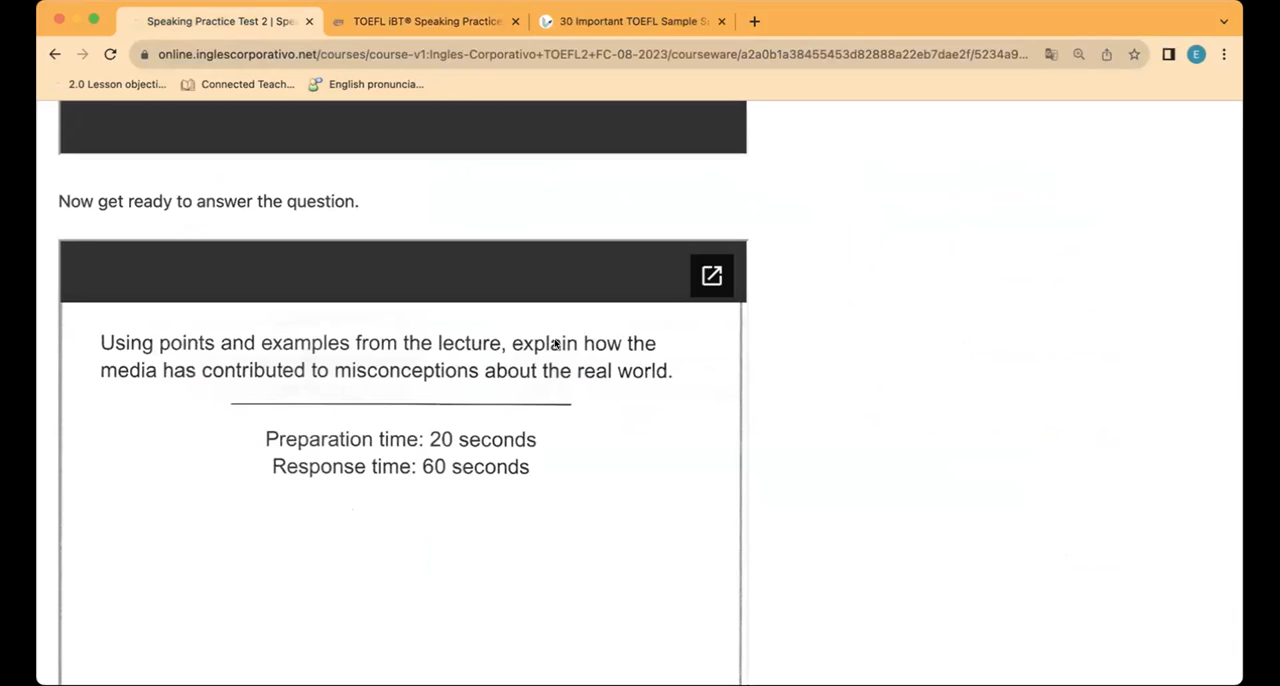 Speaking Practice Test 2 | Spe
TOEFL iBT® Speaking Practice
30 Important TOEFL Sample S
online.inglescorporativo.net/courses/course-v1:Ingles-Corporativo+TOEFL2+FC-08-2023/courseware/a2a0b1a38455453d82888a22eb7dae2f/5234a9...
E
2.0 Lesson objecti...
Connected Teach...
English pronuncia...
Now get ready to answer the question.
Using points and examples from the lecture, explain how the
media has contributed to misconceptions about the real world.
Preparation time: 20 seconds
Response time: 60 seconds